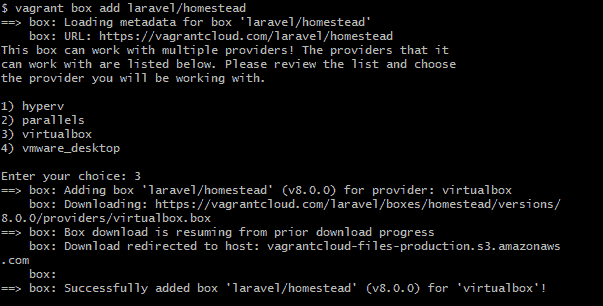 $ vagrant box add laravel/homestead
==> box: Loading metadata for box 'laravel/homestead'
    box: URL: https://vagrantcloud.com/laravel/homestead
This box can work with multiple providers! The providers that it
can work with are listed below. Please review the list and choose
the provider you will be working with.

1) hyperv
2) parallels
3) virtualbox
4) vmware_desktop

Enter your choice: 3
==> box: Adding box 'laravel/homestead' (v8.0.0) for provider: virtualbox
    box: Downloading: https://vagrantcloud.com/laravel/boxes/homestead/versions/
8.0.0/providers/virtualbox.box
==> box: Box download is resuming from prior download progress
    box: Download redirected to host: vagrantcloud-files-production.s3.amazonaws
.com
    box:
==> box: Successfully added box 'laravel/homestead' (v8.0.0) for 'virtualbox'!